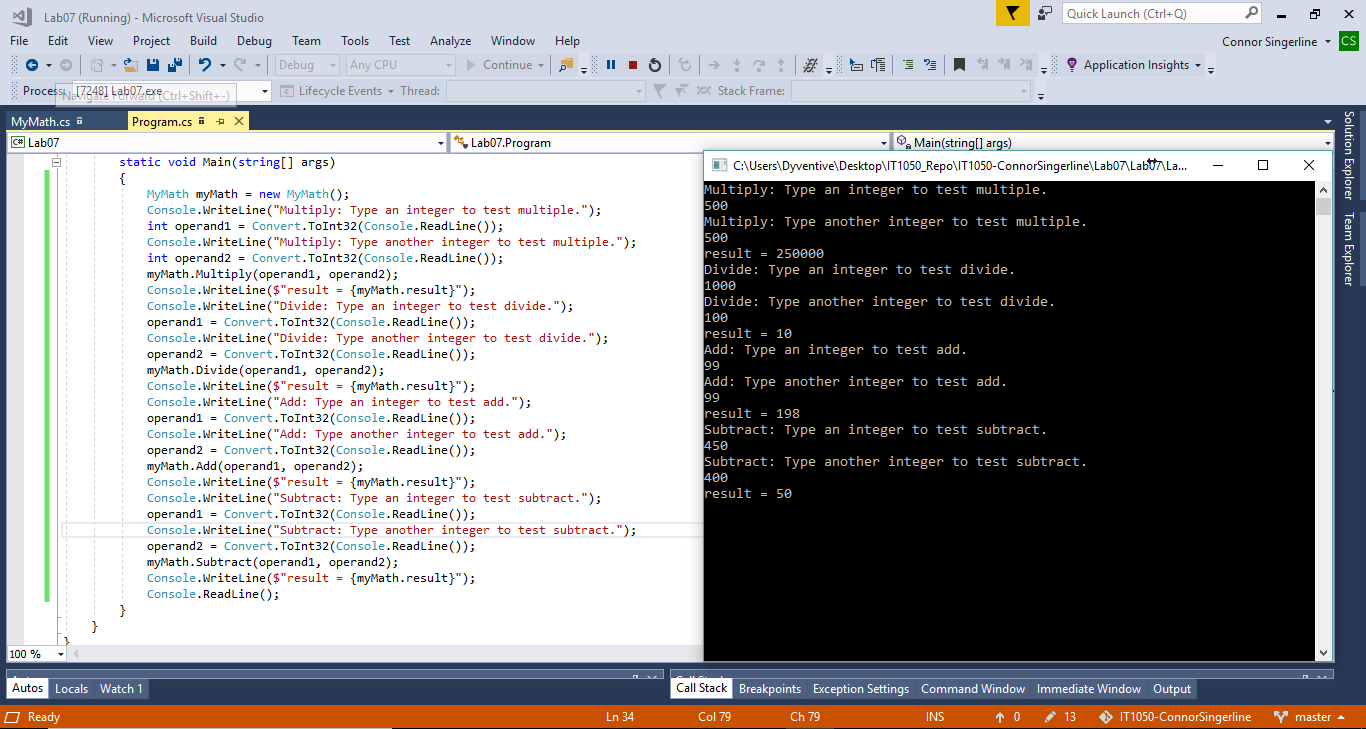 Lab07 (Running) - Microsoft Visual Studio
Quick Launch (Ctrl+Q)
File Edit View Project Build Debug Team Tools Test Analyze Window Help
Connor Singerline CS
Debug Any CPU Continue Application Insights
Process: [7248] Lab07.exe Lifecycle Events Thread: Stack Frame:
Navigate Forward (Ctrl+Shift+-)
MyMath.cs Program.cs
C# Lab07 Lab07.Program Main(string[] args)
static void Main(string[] args)
{
MyMath myMath = new MyMath();
Console.WriteLine("Multiply: Type an integer to test multiple.");
int operand1 = Convert.ToInt32(Console.ReadLine());
Console.WriteLine("Multiply: Type another integer to test multiple.");
int operand2 = Convert.ToInt32(Console.ReadLine());
myMath.Multiply(operand1, operand2);
Console.WriteLine($"result = {myMath.result}");
Console.WriteLine("Divide: Type an integer to test divide.");
operand1 = Convert.ToInt32(Console.ReadLine());
Console.WriteLine("Divide: Type another integer to test divide.");
operand2 = Convert.ToInt32(Console.ReadLine());
myMath.Divide(operand1, operand2);
Console.WriteLine($"result = {myMath.result}");
Console.WriteLine("Add: Type an integer to test add.");
operand1 = Convert.ToInt32(Console.ReadLine());
Console.WriteLine("Add: Type another integer to test add.");
operand2 = Convert.ToInt32(Console.ReadLine());
myMath.Add(operand1, operand2);
Console.WriteLine($"result = {myMath.result}");
Console.WriteLine("Subtract: Type an integer to test subtract.");
operand1 = Convert.ToInt32(Console.ReadLine());
Console.WriteLine("Subtract: Type another integer to test subtract.");
operand2 = Convert.ToInt32(Console.ReadLine());
myMath.Subtract(operand1, operand2);
Console.WriteLine($"result = {myMath.result}");
Console.ReadLine();
}
}
}
100 %
C:\Users\Dyventive\Desktop\IT1050_Repo\IT1050-ConnorSingerline\Lab07\Lab07\La...
Multiply: Type an integer to test multiple.
500
Multiply: Type another integer to test multiple.
500
result = 250000
Divide: Type an integer to test divide.
1000
Divide: Type another integer to test divide.
100
result = 10
Add: Type an integer to test add.
99
Add: Type another integer to test add.
99
result = 198
Subtract: Type an integer to test subtract.
450
Subtract: Type another integer to test subtract.
400
result = 50
Solution Explorer
Team Explorer
Autos Locals Watch 1
Call Stack Breakpoints Exception Settings Command Window Immediate Window Output
Ready Ln 34 Col 79 Ch 79 INS 0 13 IT1050-ConnorSingerline master